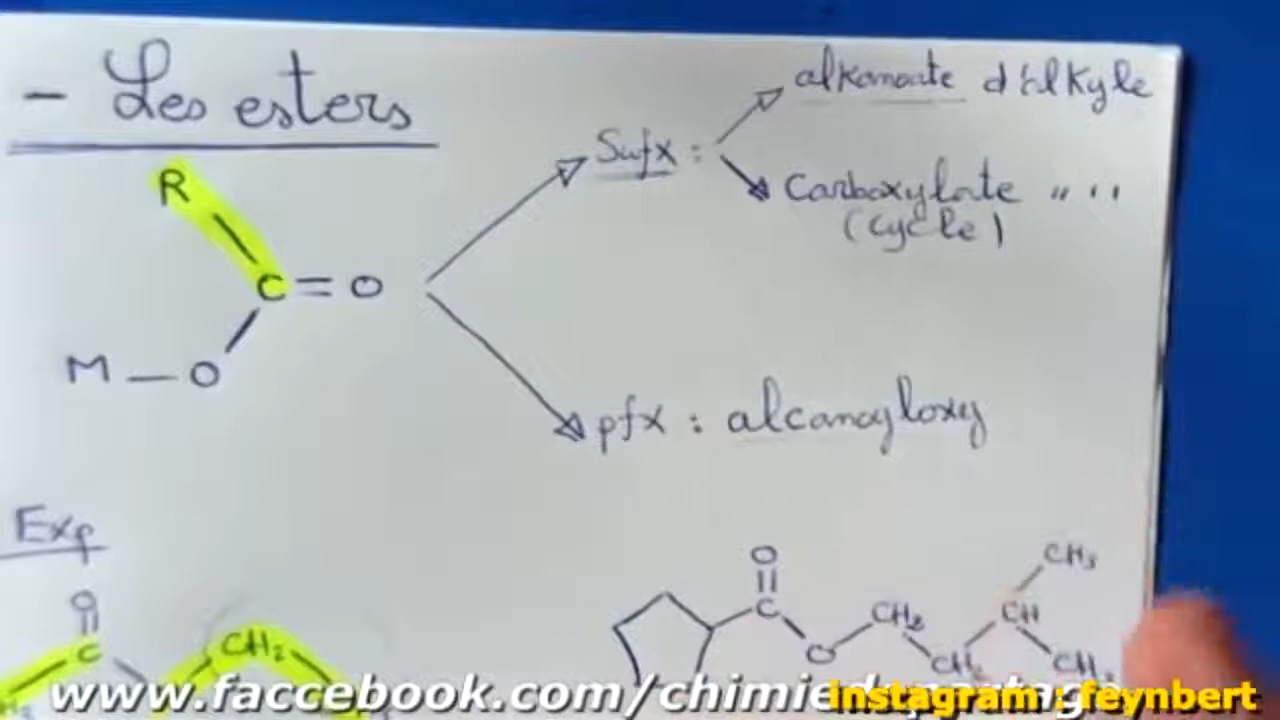 - Les esters
R
C=O
M-O
Sufx :
alkanoate d'alkyle
Carboxylate " "
(cycle)
pfx : alcanoyloxy
Exp
O
C
CH2
O
C
O
CH2
CH2
CH
CH3
CH3
www.faccebook.com/chimie
Instagram : feynbert